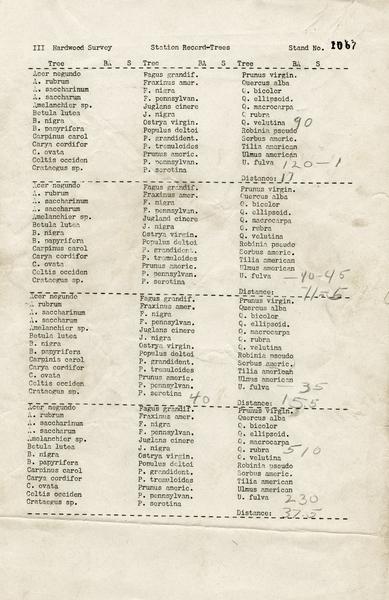 III Hardwood Survey Station Record-Trees Stand No. 1067
Tree BA S Tree BA S Tree BA S
Acer negundo Fagus grandif. Prunus virgin.
A. rubrum Fraxinus amer. Quercus alba
A. saccharinum F. nigra Q. bicolor
A. saccharum F. pennsylvan. Q. ellipsoid.
Amelanchier sp. Juglans cinere Q. macrocarpa
Betula lutea J. nigra Q rubra
B. nigra Ostrya virgin. Q. velutina 90
B. papyrifera Populus deltoi Robinia pseudo
Carpinus carol P. grandident. Sorbus americ.
Carya cordifor P. tremuloides Tilia american
C. ovata Prunus americ. Ulmus american
Celtis occiden P. pennsylvan. U. fulva 120-1
Crataegus sp. P. serotina Distance: 17
Acer negundo Fagus grandif. Prunus virgin.
A. rubrum Fraxinus amer. Quercus alba
A. saccharinum F. nigra Q. bicolor
A. saccharum F. pennsylvan. Q. ellipsoid.
Amelanchier sp. Jugland cinere Q. macrocarpa
Betula lutea J. nigra Q. rubra
B. nigra Ostrya virgin. Q. velutina
B. papyrifera Populus deltoi Robinia pseudo
Carpinus carol P. grandident. Sorbus americ.
Carya cordifor P. tremuloides Tilia american
C. ovata Prunus americ. Ulmus american
Celtis occiden P. pennsylvan. U. fulva -40-45
Crataegus sp. P. serotina Distance:
Acer negundo Fagus grandif. Prunus virgin.
A rubrum Fraxinus amer. Quercus alba
A. saccharinum F. nigra Q. bicolor
A. saccharum F. pennsylvan. Q. ellipsoid.
Amelanchier sp. Juglans cinere Q. macrocarpa
Betula lutea J. nigra Q. rubra
B. nigra Ostrya virgin. Q. velutina
B. papyrifera Populus deltoi Robinia pseudo
Carpinis carol P. grandident. Sorbus americ.
Carya cordifor P. tremuloides Tilia american
C. ovata Prunus americ. Ulmus american
Celtis occiden P. pennsylvan. U. fulva -35
Crataegus sp. P. serotina 40 Distance: 155
Acer negundo Fagus grandif. Prunus virgin.
A. rubrum Fraxinus amer. Quercus alba
A. saccharinum F. nigra Q. bicolor
A. saccharum F. pennsylvan. Q. ellipsoid.
Amelanchier sp. Juglans cinere Q. macrocarpa
Betula lutea J. nigra Q. rubra 510
B. nigra Ostrya virgin. Q. velutina
B. papyrifera Populus deltoi Robinia pseudo
Carpinus carol P. grandident. Sorbus americ.
Carya cordifor P. tremuloides Tilia american
C. ovata Prunus americ. Ulmus american
Celtis occiden P. pennsylvan. U. fulva 230
Crataegus sp. P. serotina Distance: 37.5